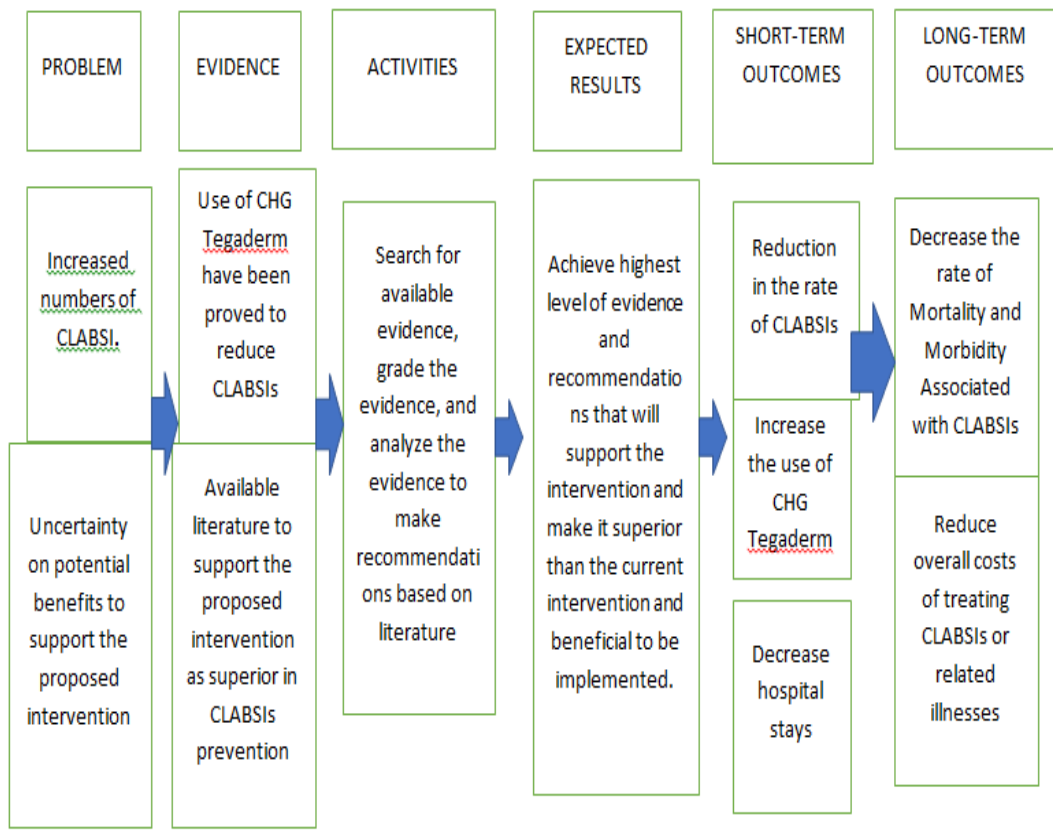 PROBLEM
EVIDENCE
ACTIVITIES
EXPECTED
RESULTS
SHORT-TERM
OUTCOMES
LONG-TERM
OUTCOMES
Increased
numbers of
CLABSI.
Uncertainty
on potential
benefits to
support the
proposed
intervention
Use of CHG
Tegaderm
have been
proved to
reduce
CLABSIs
Available
literature to
support the
proposed
intervention
as superior in
CLABSIs
prevention
Search for
available
evidence,
grade the
evidence, and
analyze the
evidence to
make
recommendati
ons based on
literature
Achieve highest
level of evidence
and
recommendatio
ns that will
support the
intervention and
make it superior
than the current
intervention and
beneficial to be
implemented.
Reduction
in the rate
of CLABSIs
Increase
the use of
CHG
Tegaderm
Decrease
hospital
stays
Decrease the
rate of
Mortality and
Morbidity
Associated
with CLABSIs
Reduce
overall costs
of treating
CLABSIs or
related
illnesses